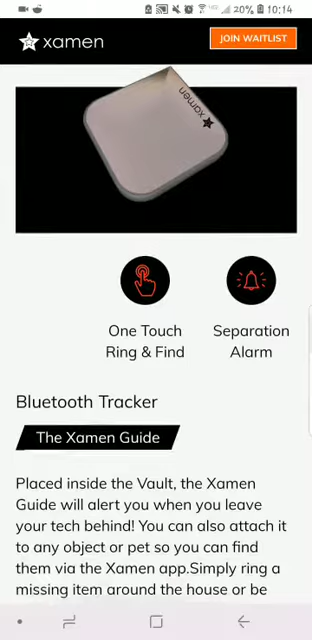 20% 10:14
xamen
JOIN WAITLIST
xamen
One Touch
Ring & Find
Separation
Alarm
Bluetooth Tracker
The Xamen Guide
Placed inside the Vault, the Xamen
Guide will alert you when you leave
your tech behind! You can also attach it
to any object or pet so you can find
them via the Xamen app.Simply ring a
missing item around the house or be